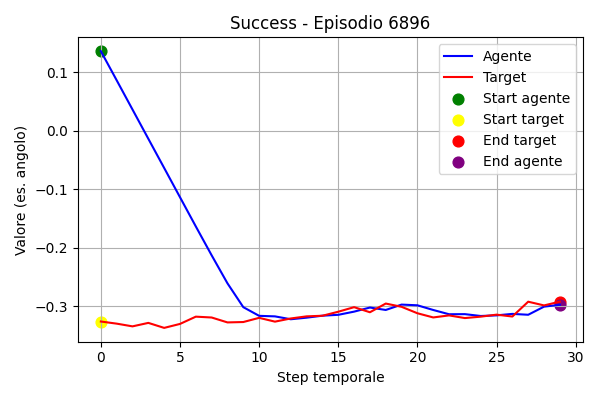 Success - Episodio 6896
Valore (es. angolo)
0.1
0.0
−0.1
−0.2
−0.3
0
5
10
15
20
25
30
Step temporale
Agente
Target
Start agente
Start target
End target
End agente